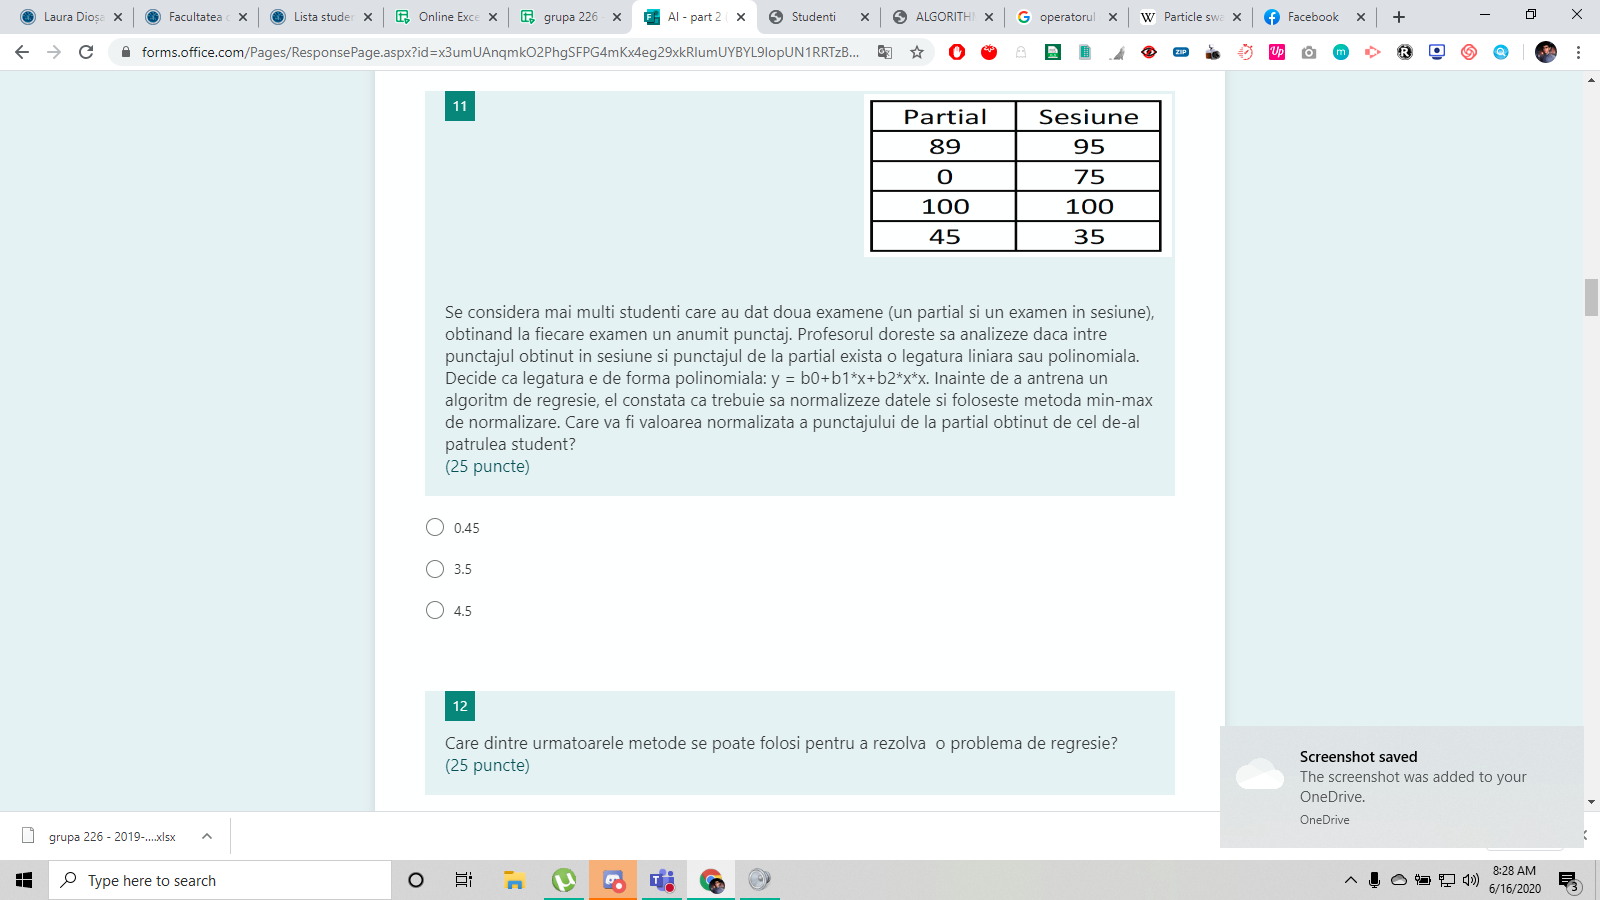 Laura Dioșa
Facultatea d
Lista studen
Online Exce
grupa 226 -
AI - part 2 (
Studenti
ALGORITHM
operatorul
Particle swa
Facebook
forms.office.com/Pages/ResponsePage.aspx?id=x3umUAnqmkO2PhgSFPG4mKx4eg29xkRIumUYBYL9IopUN1RRTzB...
11
Partial Sesiune
89 95
0 75
100 100
45 35
Se considera mai multi studenti care au dat doua examene (un partial si un examen in sesiune),
obtinand la fiecare examen un anumit punctaj. Profesorul doreste sa analizeze daca intre
punctajul obtinut in sesiune si punctajul de la partial exista o legatura liniara sau polinomiala.
Decide ca legatura e de forma polinomiala: y = b0+b1*x+b2*x*x. Inainte de a antrena un
algoritm de regresie, el constata ca trebuie sa normalizeze datele si foloseste metoda min-max
de normalizare. Care va fi valoarea normalizata a punctajului de la partial obtinut de cel de-al
patrulea student?
(25 puncte)
0.45
3.5
4.5
12
Care dintre urmatoarele metode se poate folosi pentru a rezolva  o problema de regresie?
(25 puncte)
Screenshot saved
The screenshot was added to your
OneDrive.
OneDrive
grupa 226 - 2019-....xlsx
Type here to search
8:28 AM
6/16/2020
3